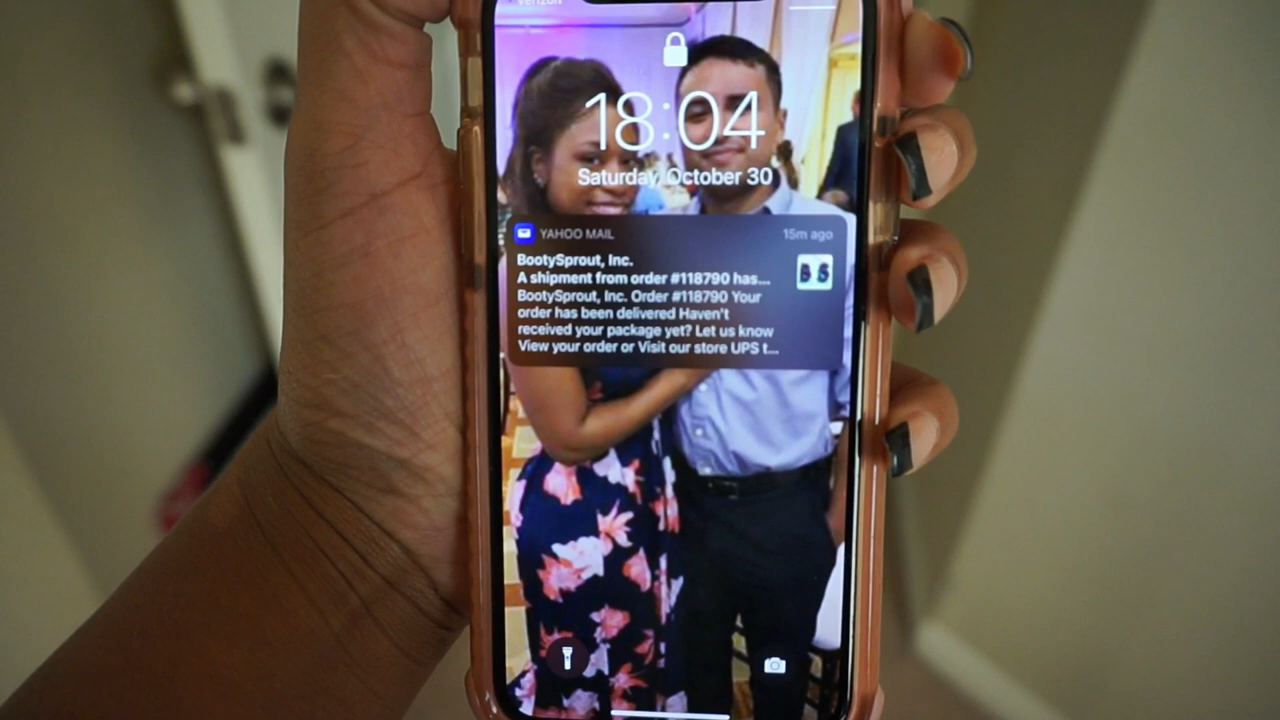 Verizon
18:04
Saturday, October 30
YAHOO MAIL 15m ago
BootySprout, Inc.
A shipment from order #118790 has...
BootySprout, Inc. Order #118790 Your
order has been delivered Haven't
received your package yet? Let us know
View your order or Visit our store UPS t...
BS